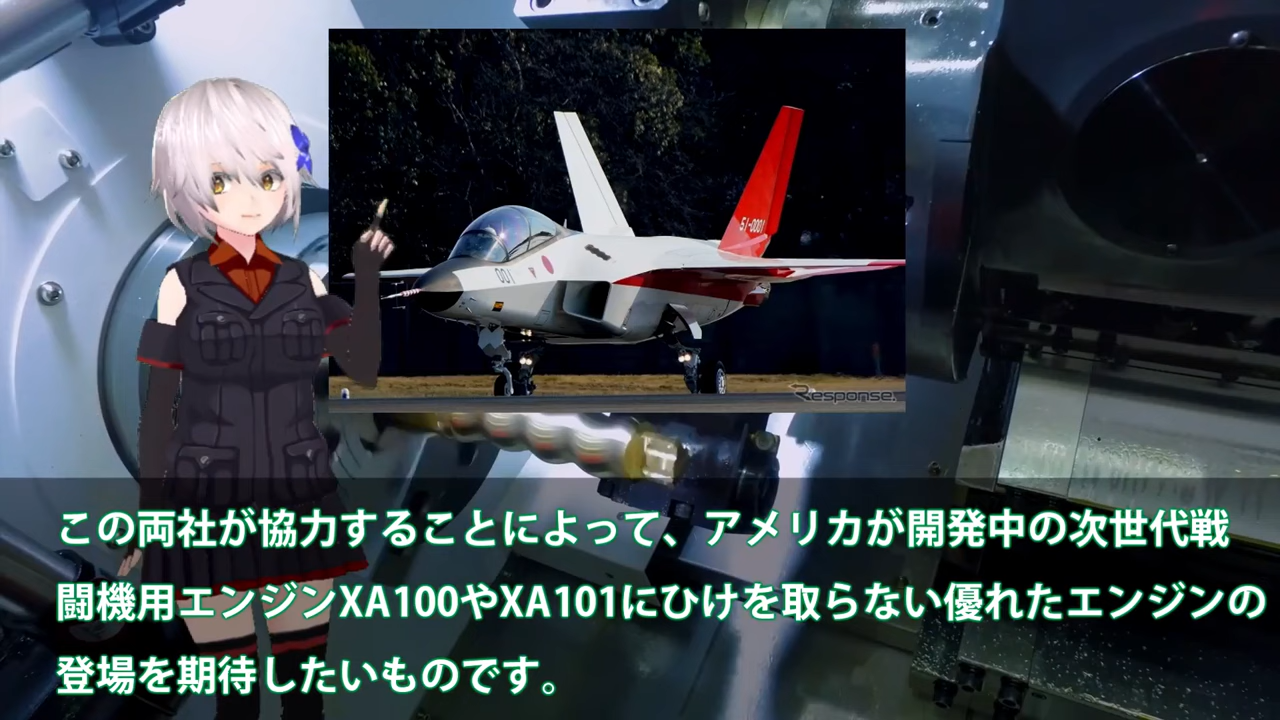 51-0001
001
Response.
この両社が協力することによって、アメリカが開発中の次世代戦
闘機用エンジンXA100やXA101にひけを取らない優れたエンジンの
登場を期待したいものです。